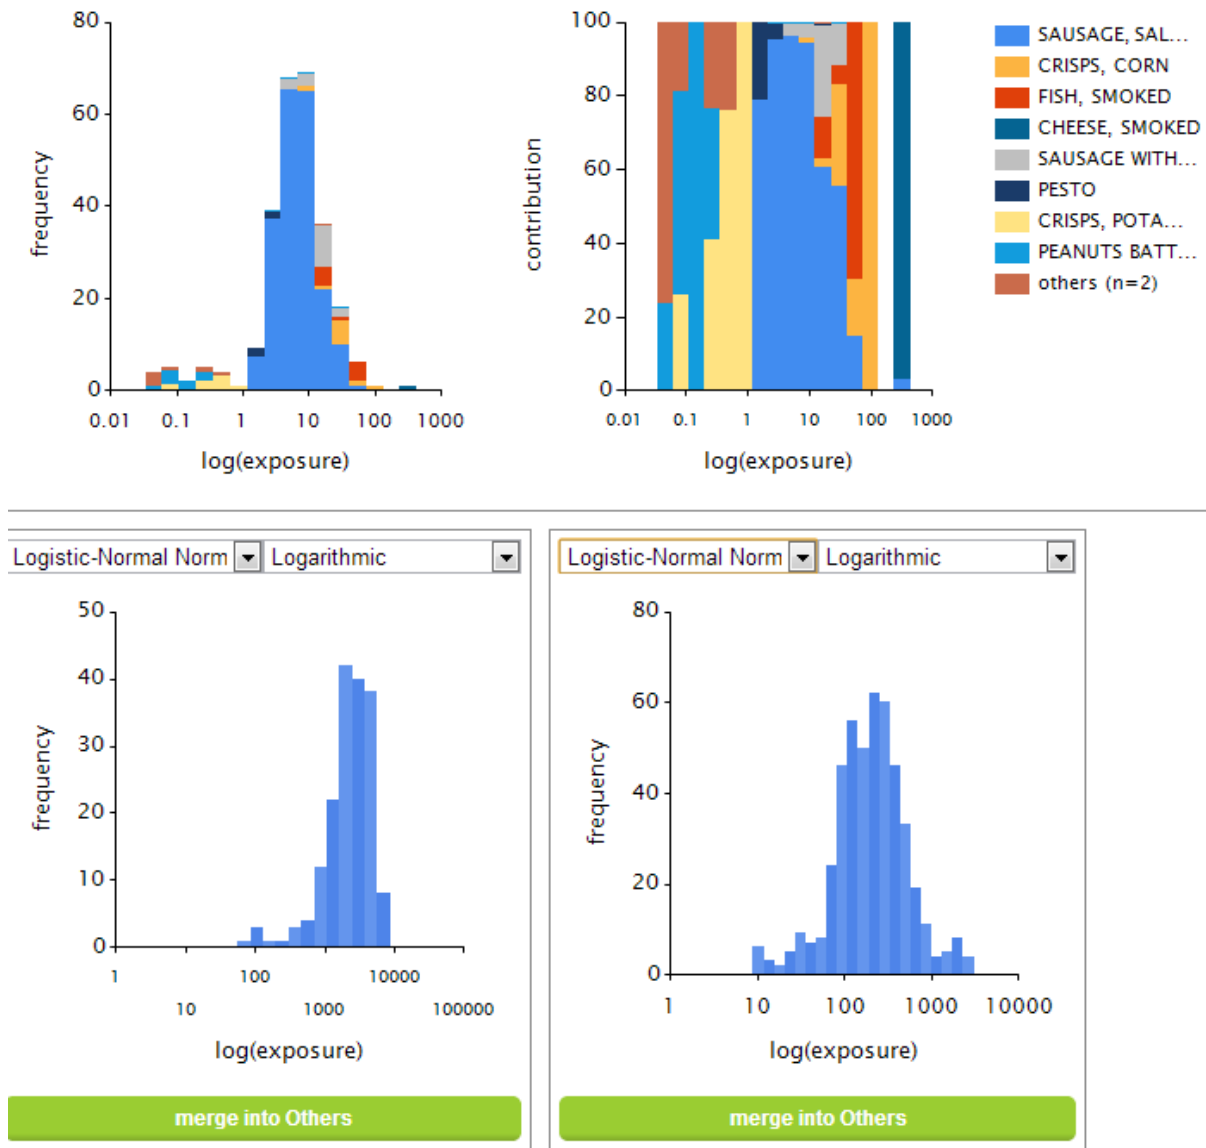 80
60
40
20
0
frequency
0.01 0.1 1 10 100 1000
log(exposure)
100
80
60
40
20
0
contribution
0.01 0.1 1 10 100 1000
log(exposure)
SAUSAGE, SAL...
CRISPS, CORN
FISH, SMOKED
CHEESE, SMOKED
SAUSAGE WITH...
PESTO
CRISPS, POTA...
PEANUTS BATT...
others (n=2)
Logistic-Normal Norm Logarithmic
50
40
30
20
10
0
frequency
1 100 10000
10 1000 100000
log(exposure)
merge into Others
Logistic-Normal Norm Logarithmic
80
60
40
20
0
frequency
1 10 100 1000 10000
log(exposure)
merge into Others